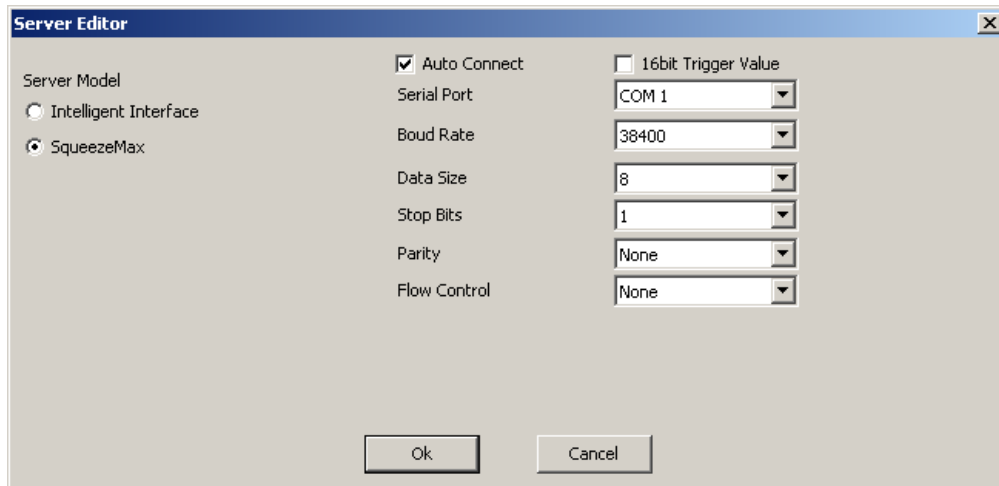 Server Editor
Server Model
Intelligent Interface
SqueezeMax
Auto Connect
16bit Trigger Value
Serial Port
COM 1
Boud Rate
38400
Data Size
8
Stop Bits
1
Parity
None
Flow Control
None
Ok
Cancel